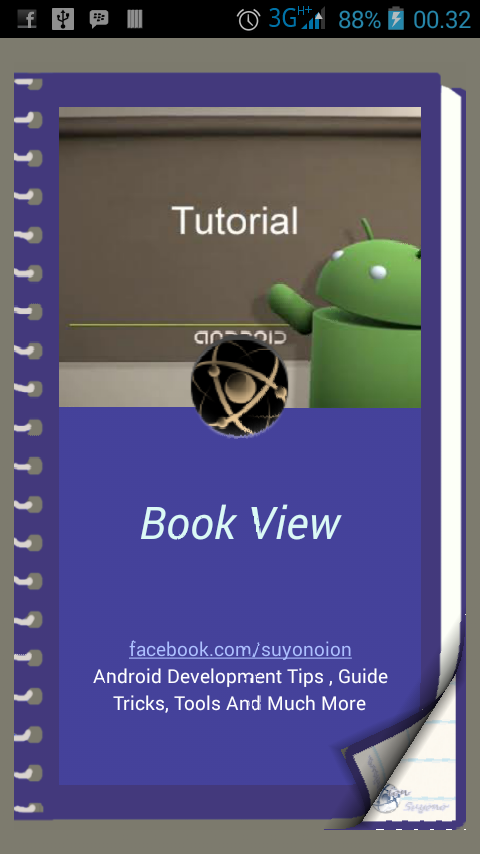 3G H+ 88% 00.32
Tutorial
ANDROID
Book View
facebook.com/suyonoion
Android Development Tips , Guide
Tricks, Tools And Much More
Suyono